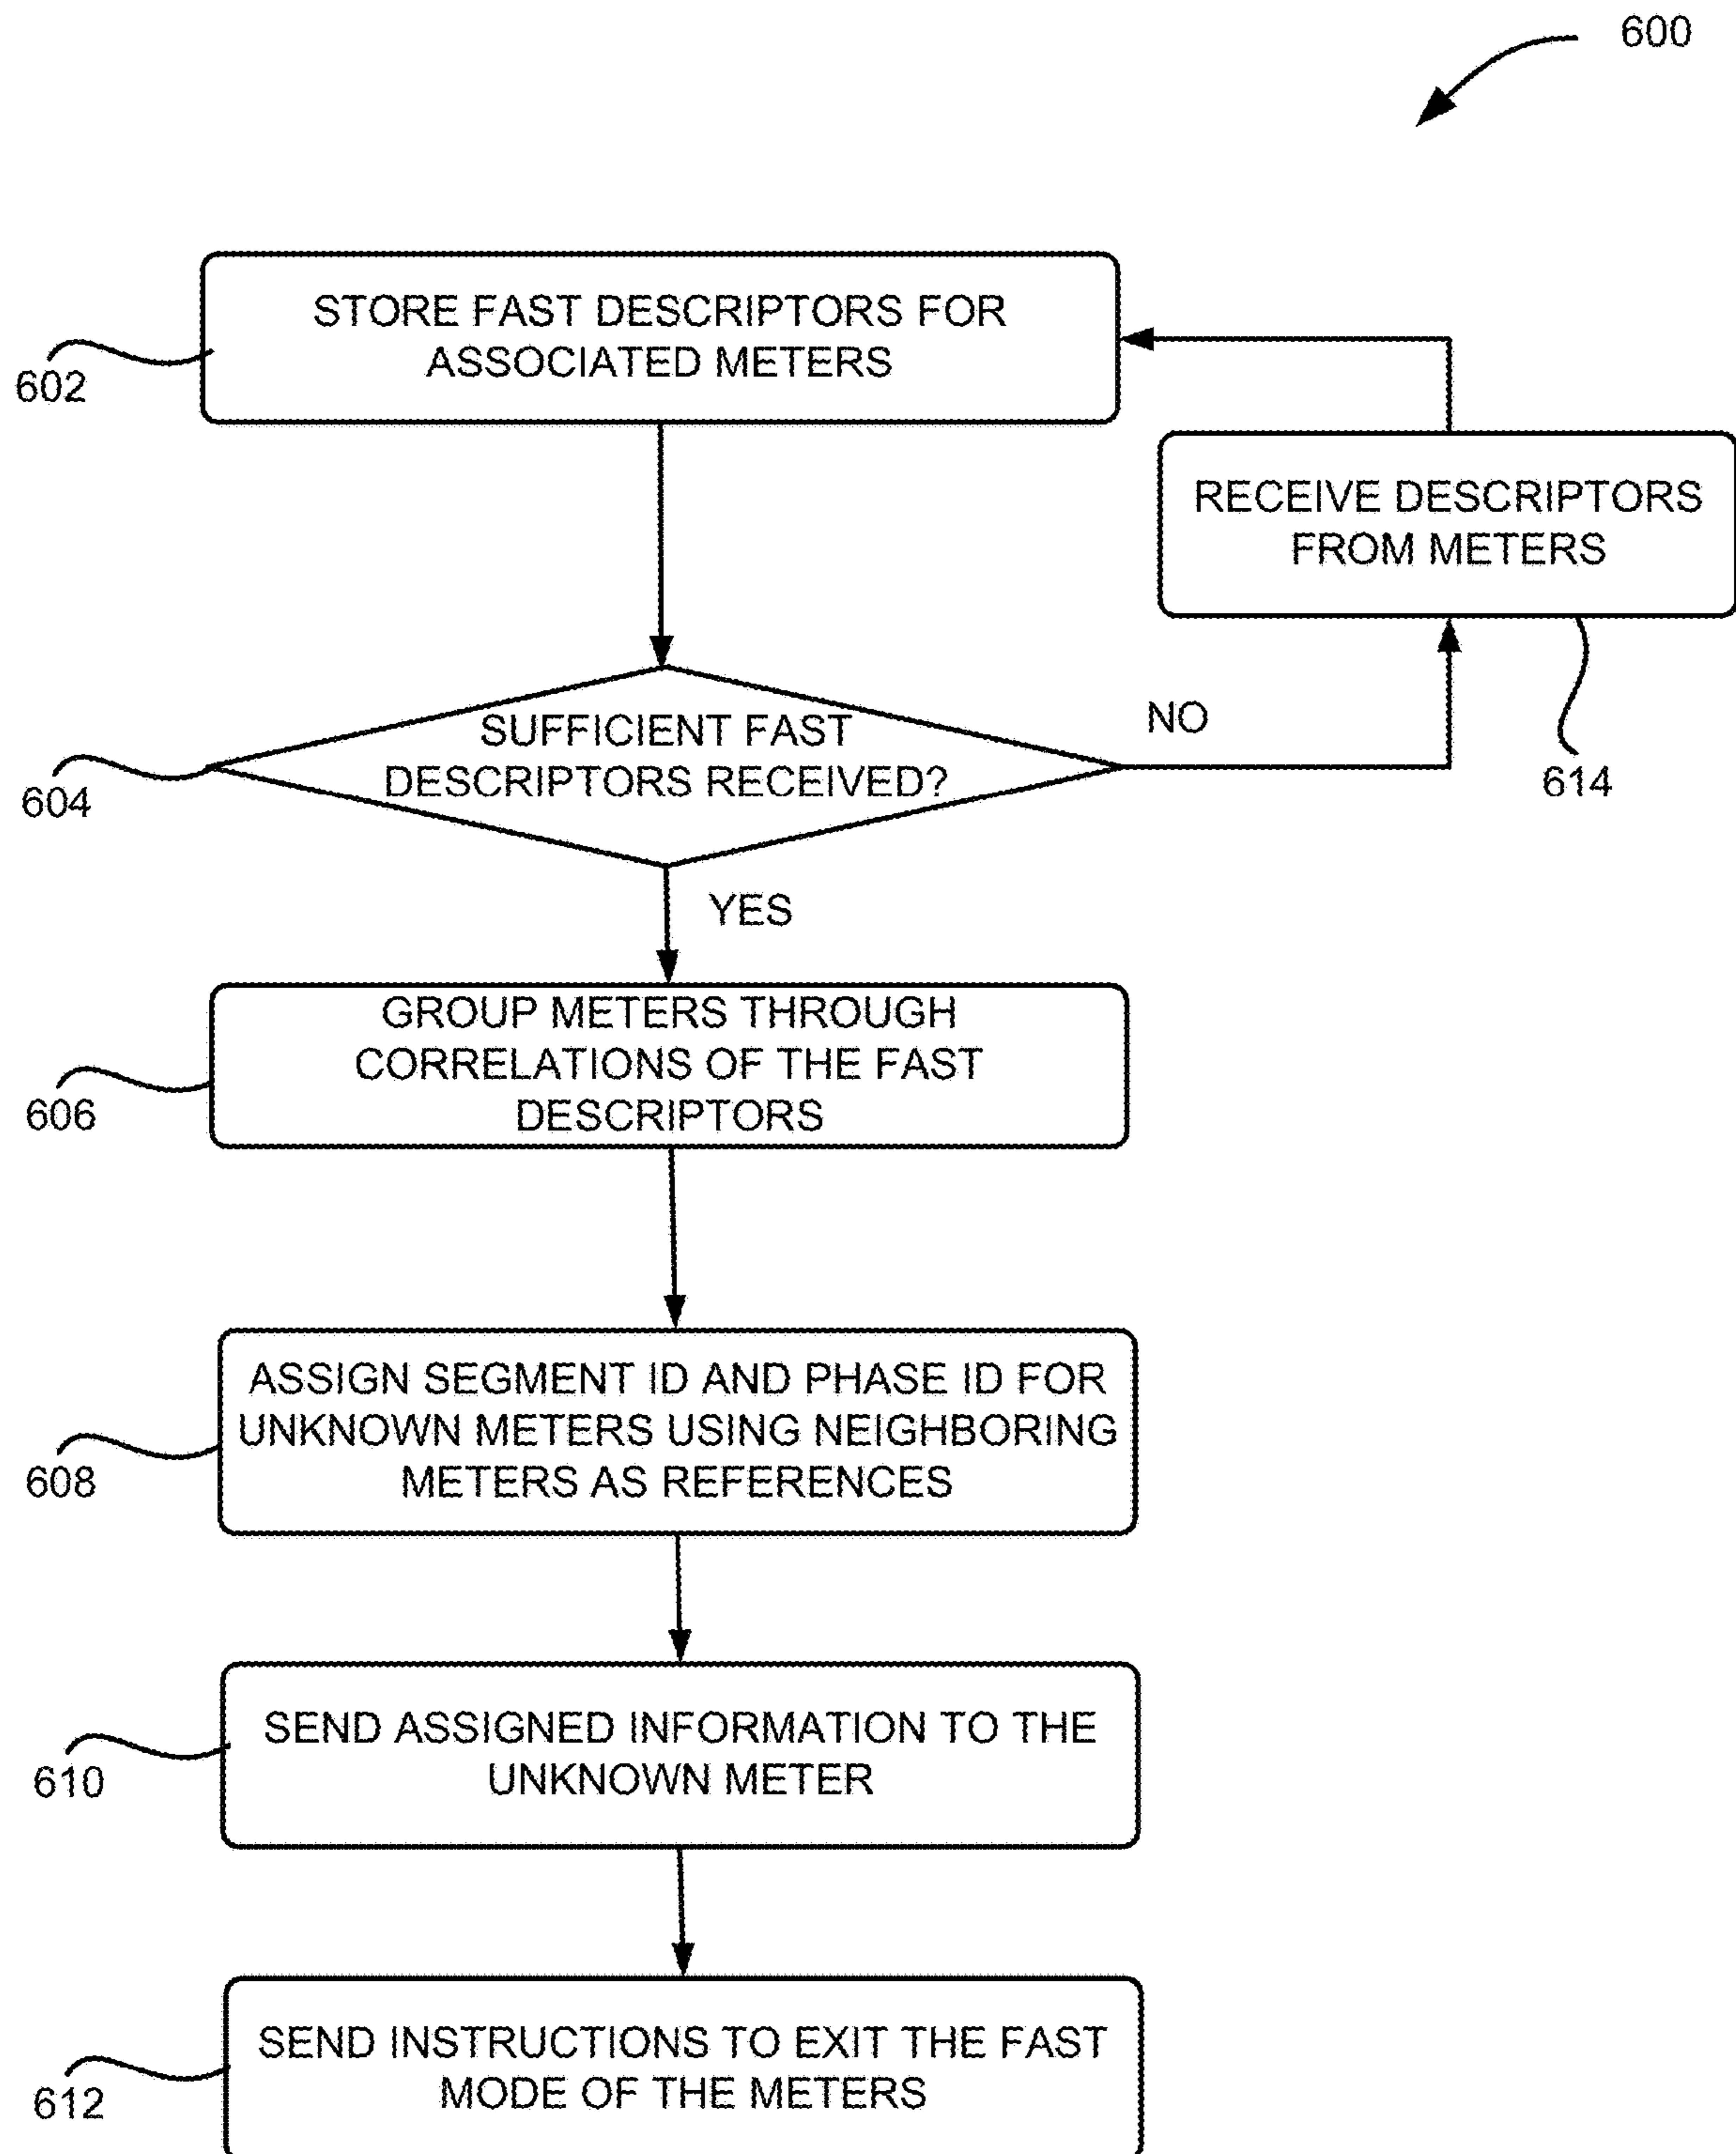 600
STORE FAST DESCRIPTORS FOR
ASSOCIATED METERS
602
RECEIVE DESCRIPTORS
FROM METERS
614
SUFFICIENT FAST
DESCRIPTORS RECEIVED?
604
NO
YES
GROUP METERS THROUGH
CORRELATIONS OF THE FAST
DESCRIPTORS
606
ASSIGN SEGMENT ID AND PHASE ID FOR
UNKNOWN METERS USING NEIGHBORING
METERS AS REFERENCES
608
SEND ASSIGNED INFORMATION TO THE
UNKNOWN METER
610
SEND INSTRUCTIONS TO EXIT THE FAST
MODE OF THE METERS
612